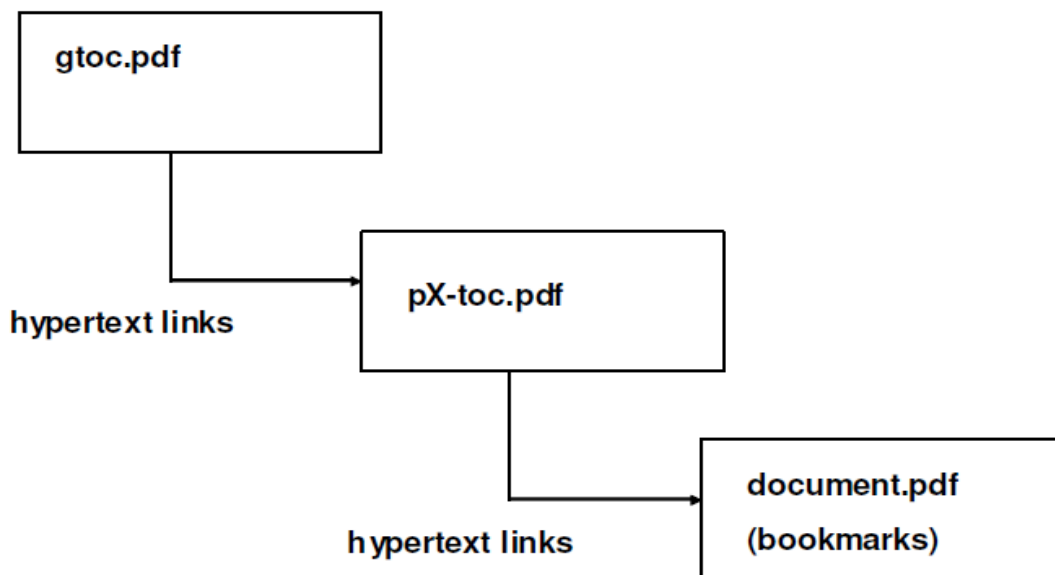 gtoc.pdf
hypertext links
pX-toc.pdf
hypertext links
document.pdf
(bookmarks)